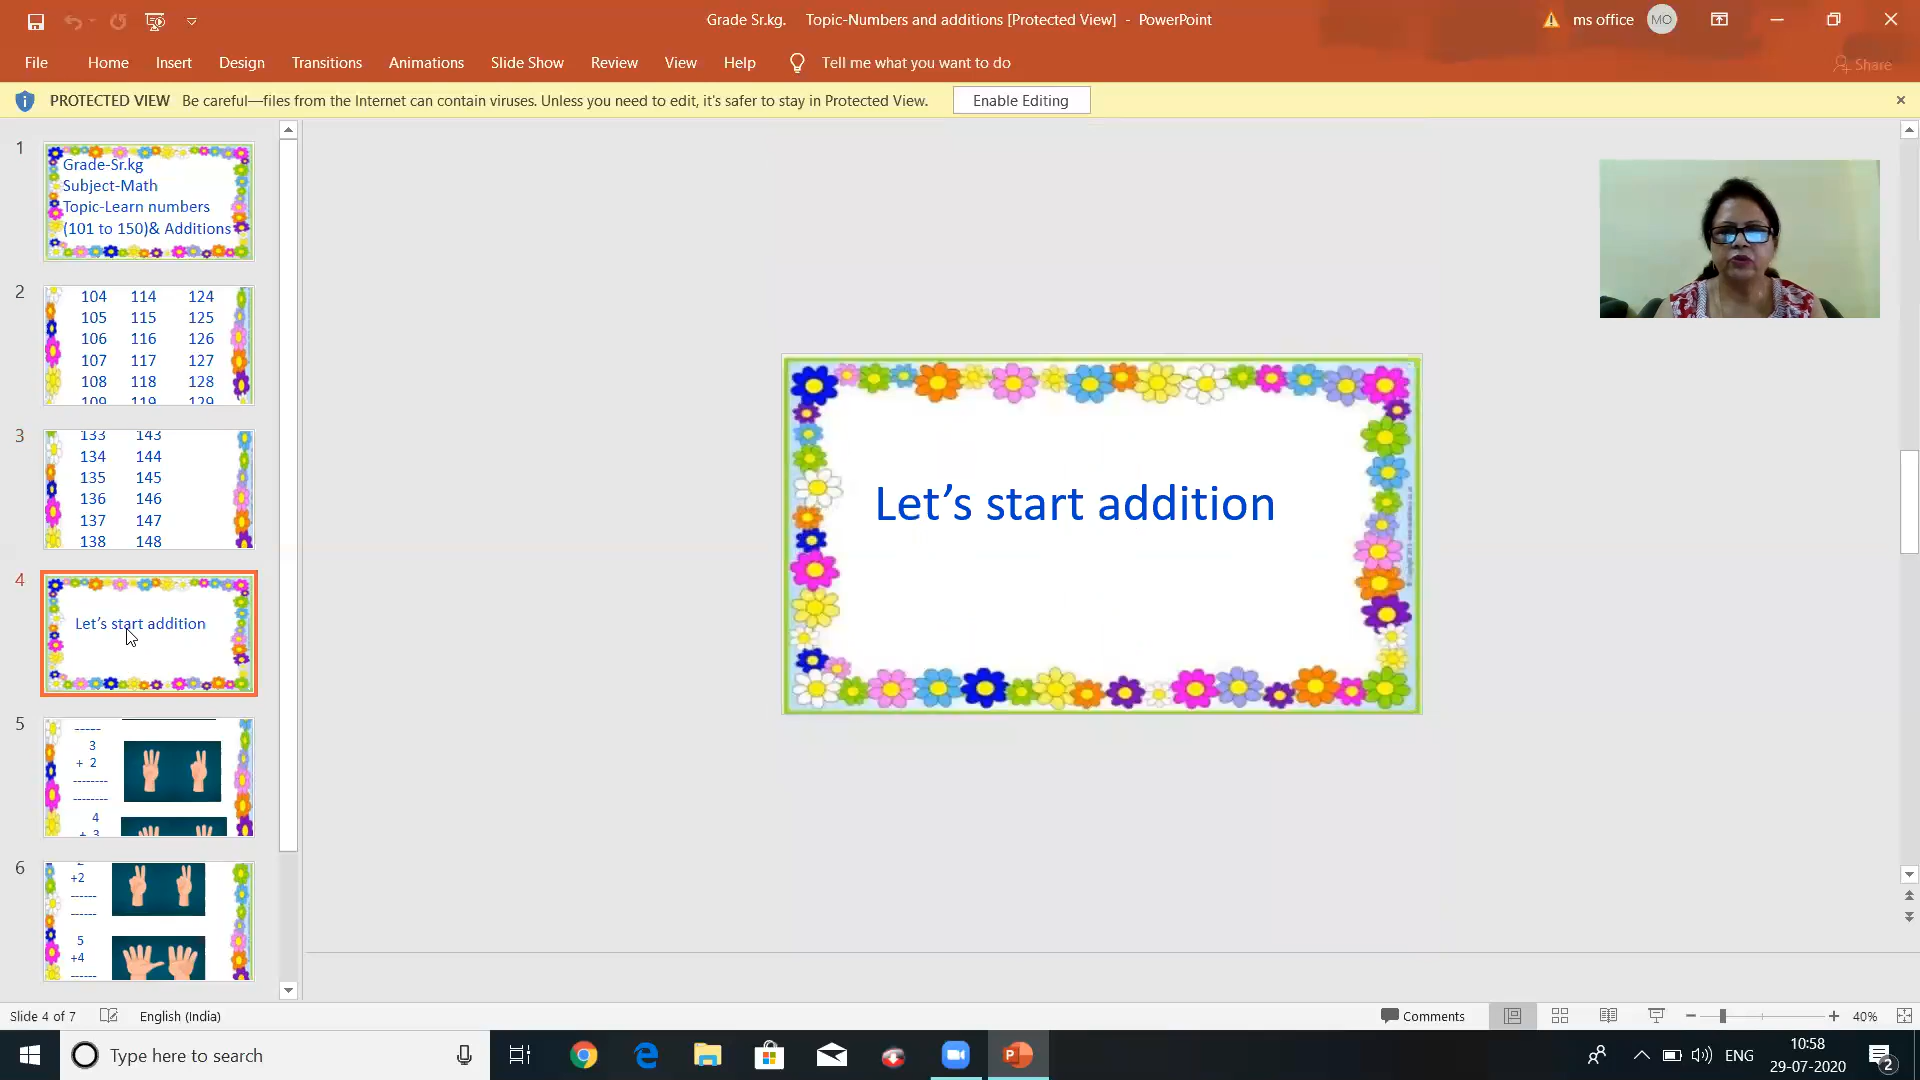 Grade Sr.kg. Topic-Numbers and additions [Protected View] - PowerPoint
ms office MO
File Home Insert Design Transitions Animations Slide Show Review View Help Tell me what you want to do Share
PROTECTED VIEW Be careful—files from the Internet can contain viruses. Unless you need to edit, it's safer to stay in Protected View. Enable Editing
1
Grade-Sr.kg
Subject-Math
Topic-Learn numbers
(101 to 150)& Additions
2
104 114 124
105 115 125
106 116 126
107 117 127
108 118 128
109 119 129
3
133 143
134 144
135 145
136 146
137 147
138 148
4
Let’s start addition
5
-----
3
+ 2
--------
--------
4
+ 3
6
2
+2
------
------
5
+4
------
Let’s start addition
Slide 4 of 7 English (India) Comments 40%
Type here to search
ENG
10:58
29-07-2020
2